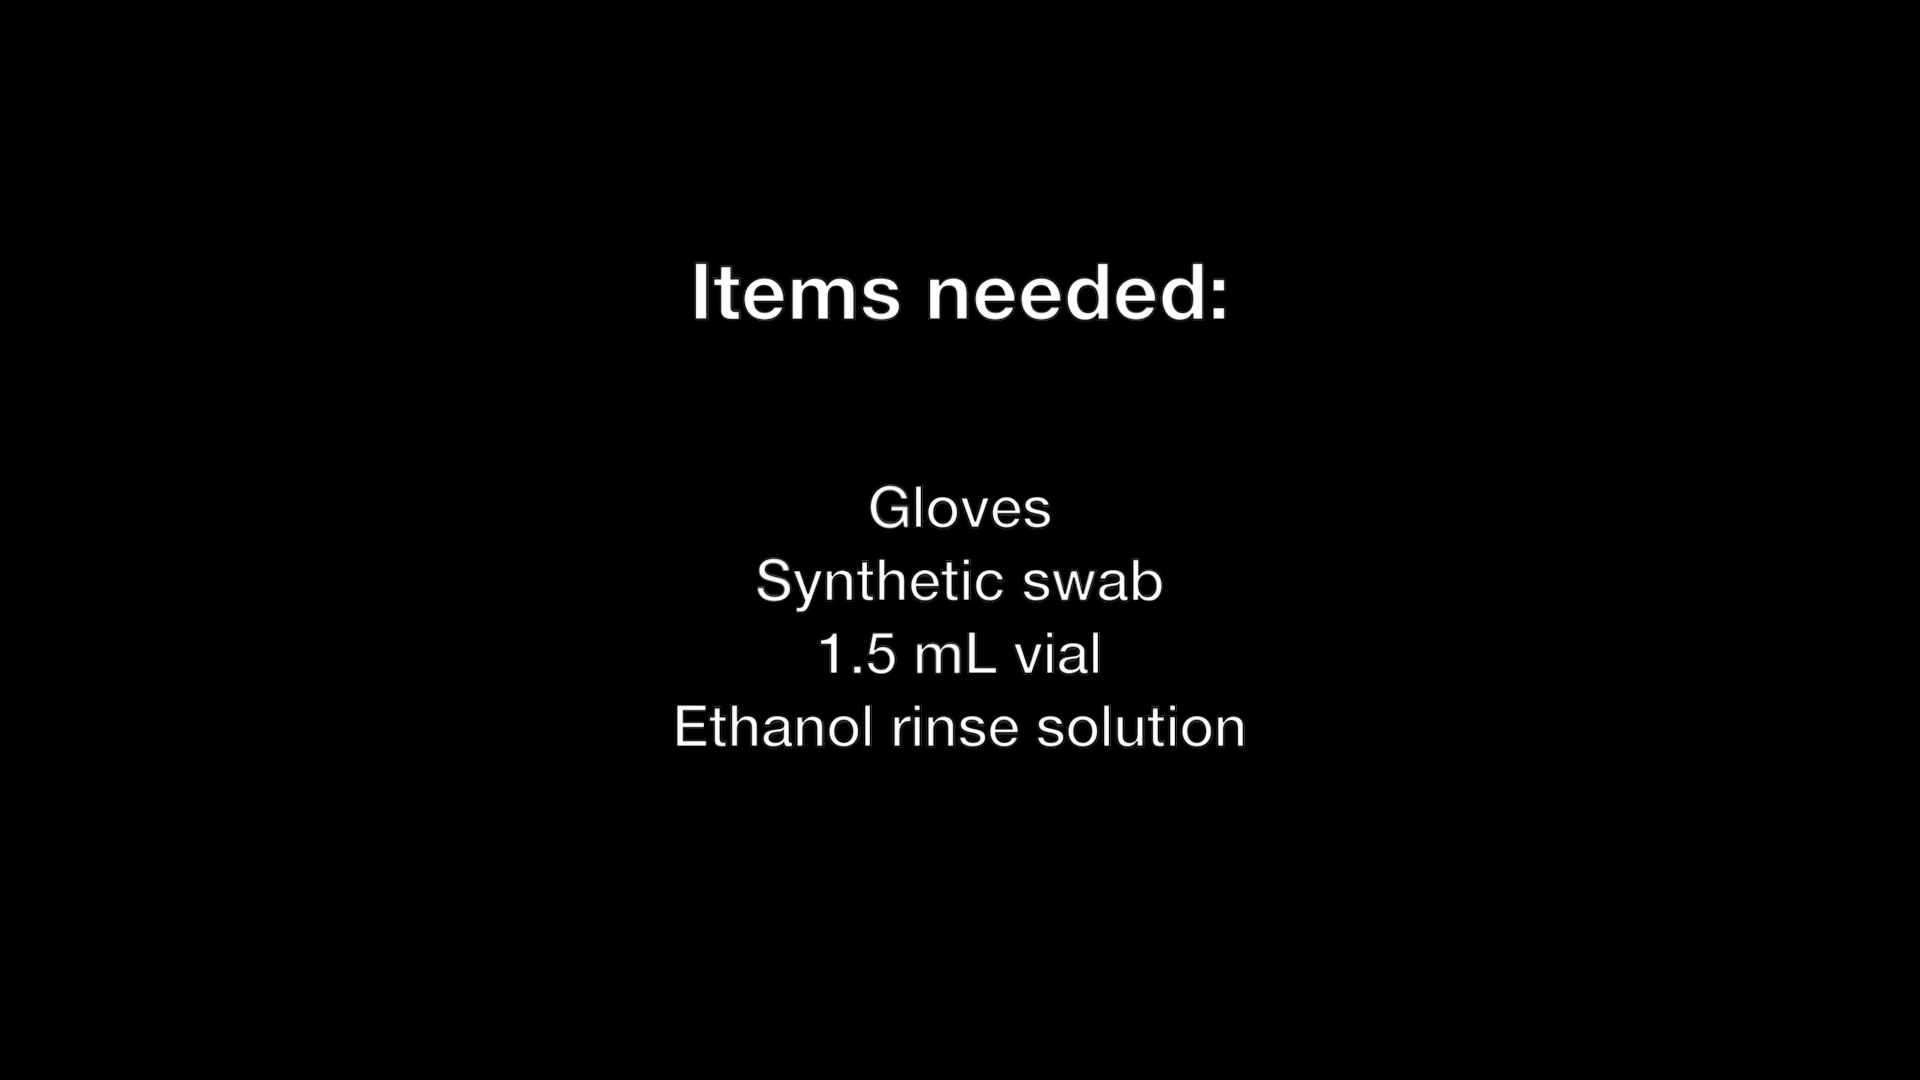 Items needed:
Gloves
Synthetic swab
1.5 mL vial
Ethanol rinse solution